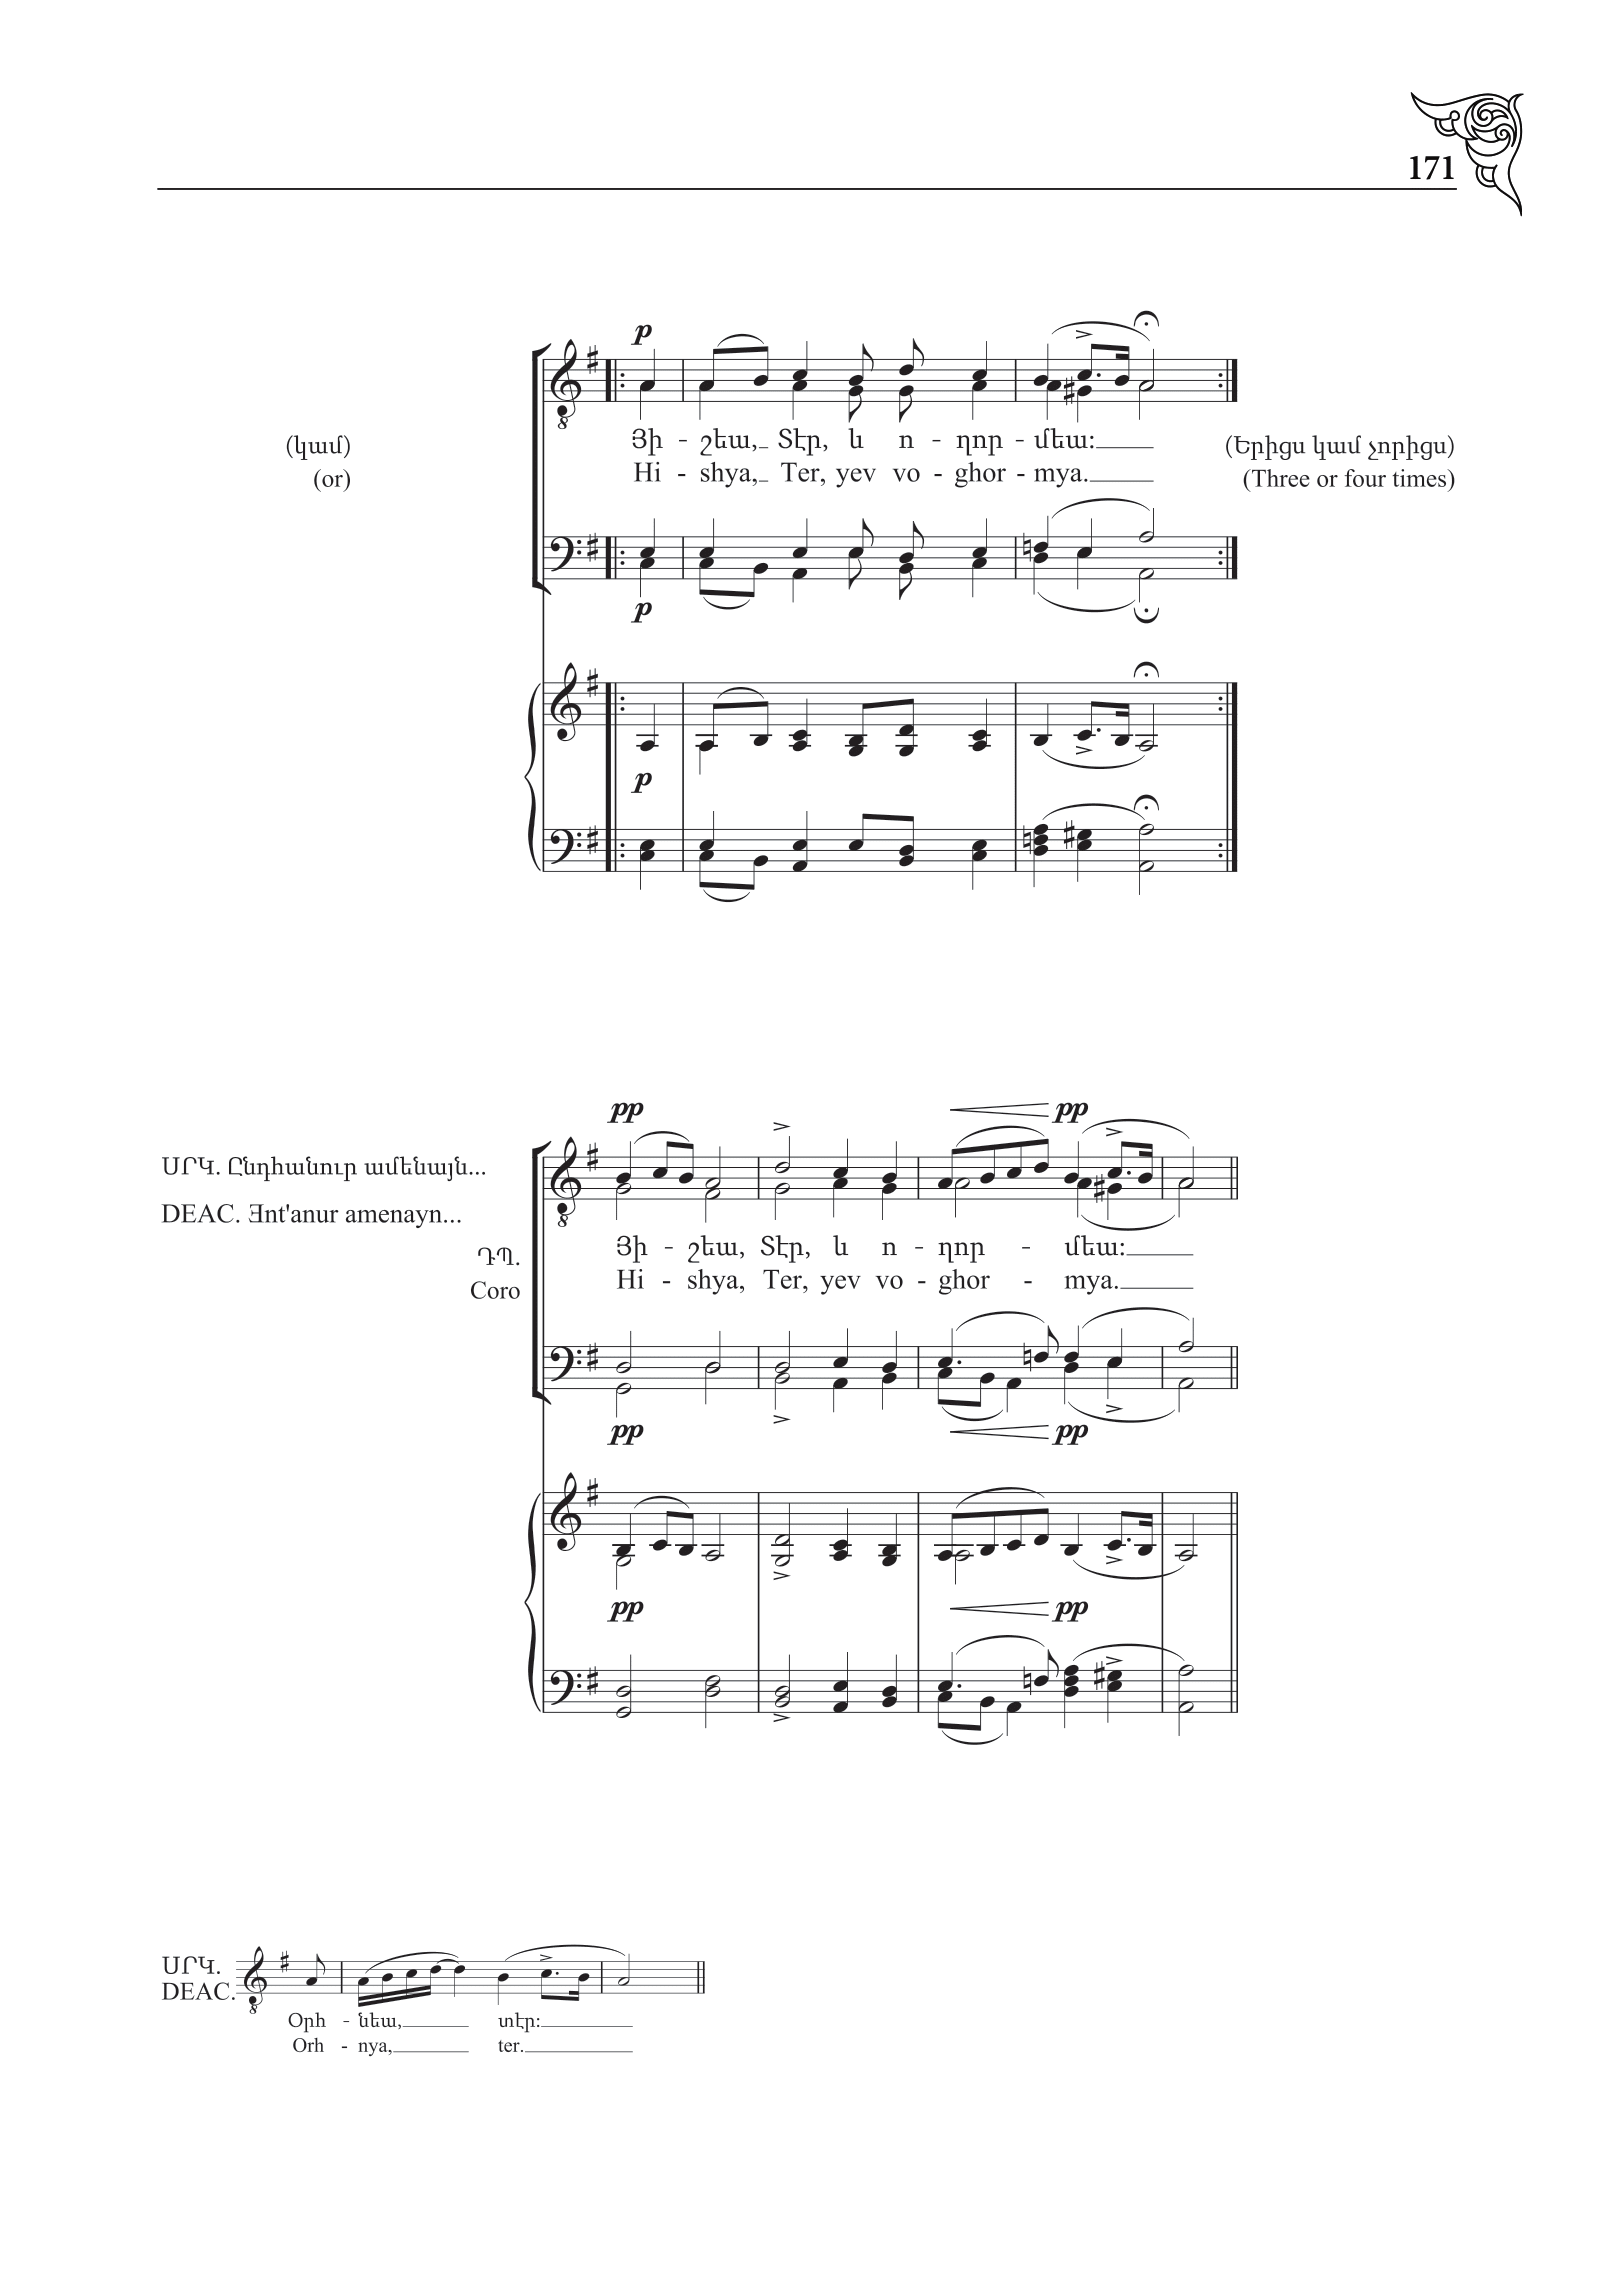 171
p
Յի - շեա, Տէր, և ո - ղոր - մեա:
(կամ)
(Երիցս կամ չորիցս)
Hi - shya, Ter, yev vo - ghor - mya.
(or)
(Three or four times)
p
p
pp
pp
ՍՐԿ. Ընդհանուր ամենայն...
DEAC. Ǝnt'anur amenayn...
Յի - շեա, Տէր, և ո - ղոր - մեա:
ԴՊ.
Hi - shya, Ter, yev vo - ghor - mya.
Coro
pp
pp
pp
pp
ՍՐԿ.
DEAC.
Օրհ - նեա, տէր:
Orh - nya, ter.